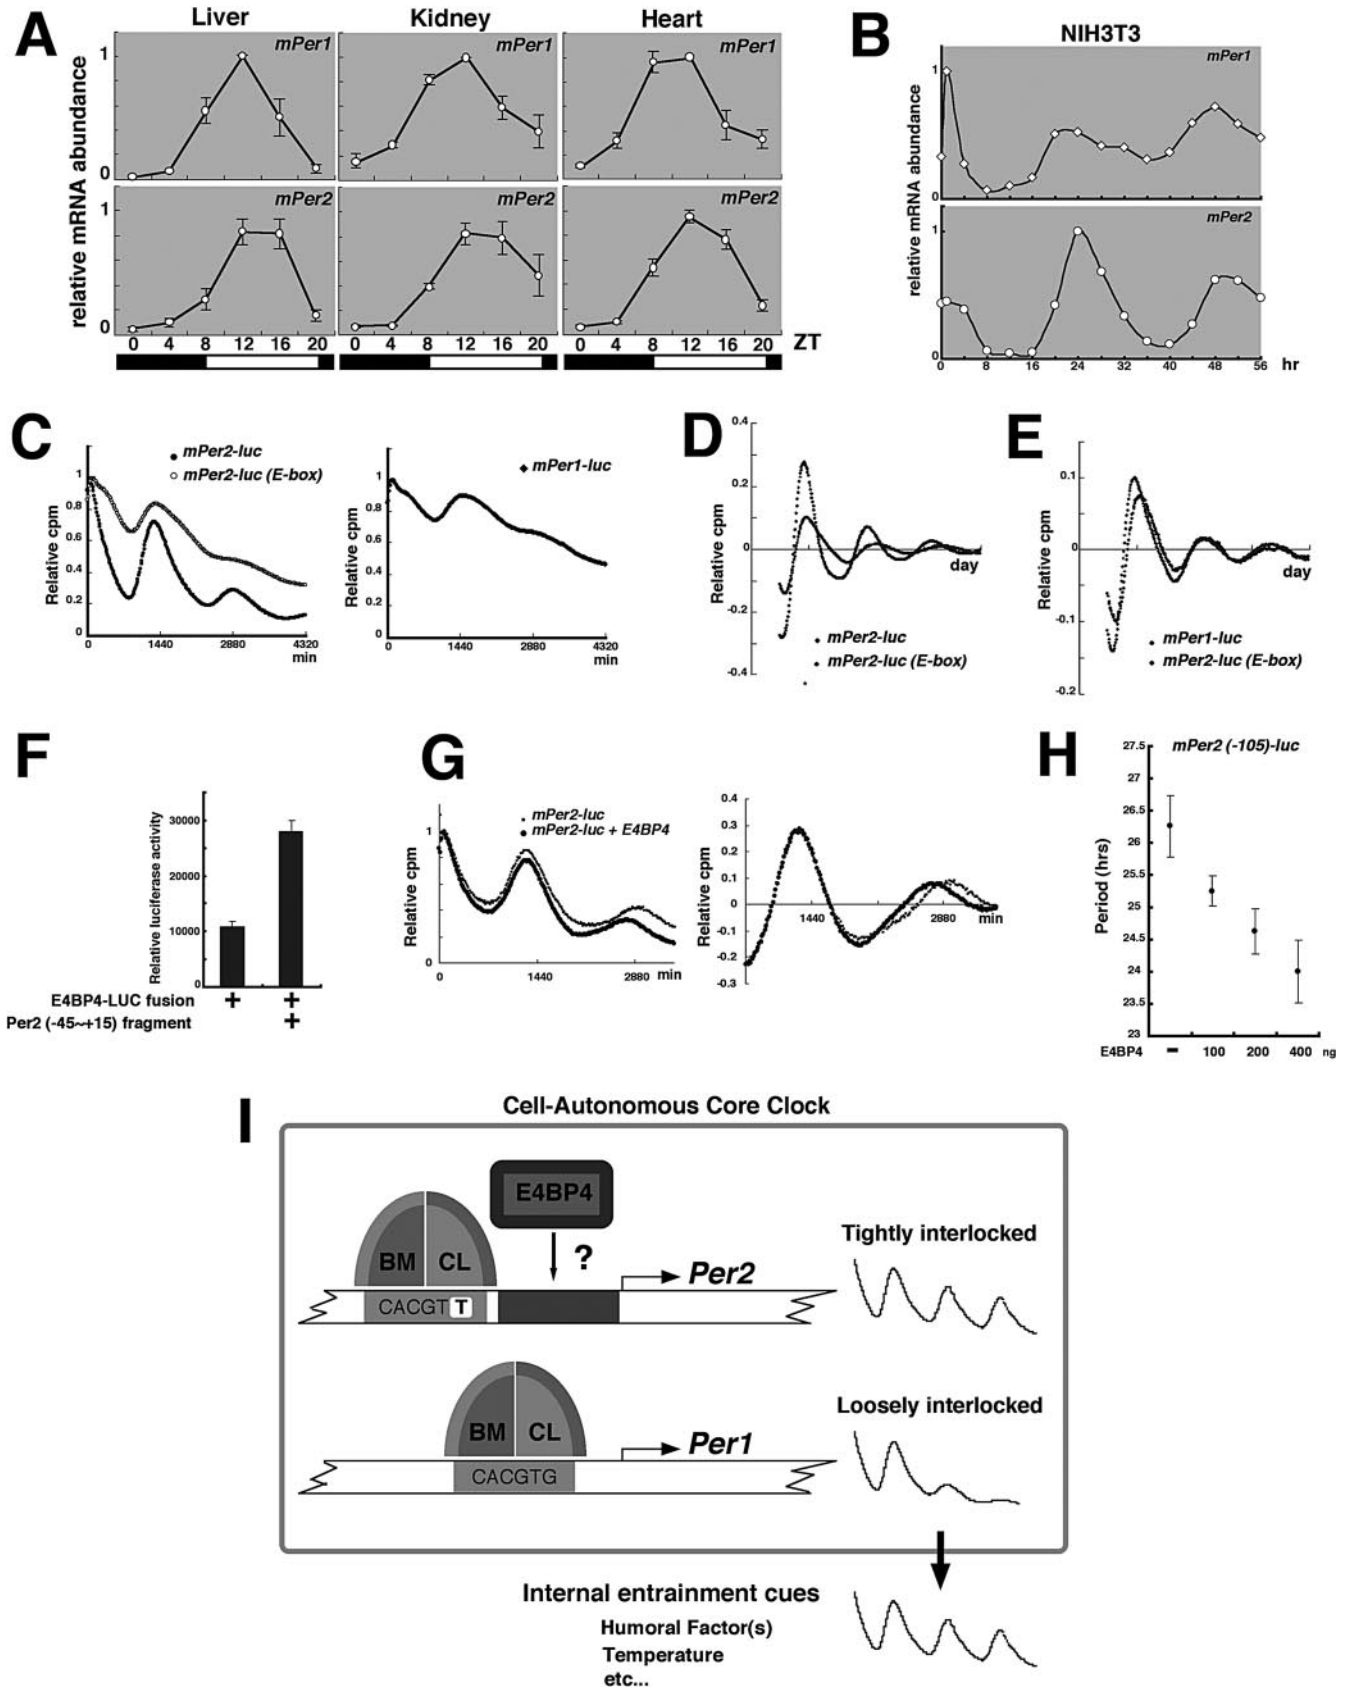 A
Liver
Kidney
Heart
mPer1
mPer1
mPer1
relative mRNA abundance
1
0
mPer2
mPer2
mPer2
1
0
0 4 8 12 16 20
0 4 8 12 16 20
0 4 8 12 16 20
ZT
B
NIH3T3
mPer1
relative mRNA abundance
1
0
mPer2
1
0
0 8 16 24 32 40 48 56 hr
C
mPer2-luc
mPer2-luc (E-box)
Relative cpm
1
0.8
0.6
0.4
0.2
0
0 1440 2880 4320
min
mPer1-luc
Relative cpm
1
0.8
0.6
0.4
0.2
0
0 1440 2880 4320
min
D
Relative cpm
0.4
0.2
0
-0.2
-0.4
day
mPer2-luc
mPer2-luc (E-box)
E
Relative cpm
0.1
0
-0.1
-0.2
day
mPer1-luc
mPer2-luc (E-box)
F
Relative luciferase activity
30000
20000
10000
0
E4BP4-LUC fusion + +
Per2 (-45~+15) fragment +
G
mPer2-luc
mPer2-luc + E4BP4
Relative cpm
1
0
0 1440 2880 min
Relative cpm
0.4
0.3
0.2
0.1
0
-0.1
-0.2
-0.3
1440 2880 min
H
mPer2 (-105)-luc
Period (hrs)
27.5
27
26.5
26
25.5
25
24.5
24
23.5
23
E4BP4 - 100 200 400 ng
I
Cell-Autonomous Core Clock
E4BP4
?
BM CL
CACGT T
Per2
Tightly interlocked
BM CL
CACGTG
Per1
Loosely interlocked
Internal entrainment cues
Humoral Factor(s)
Temperature
etc...